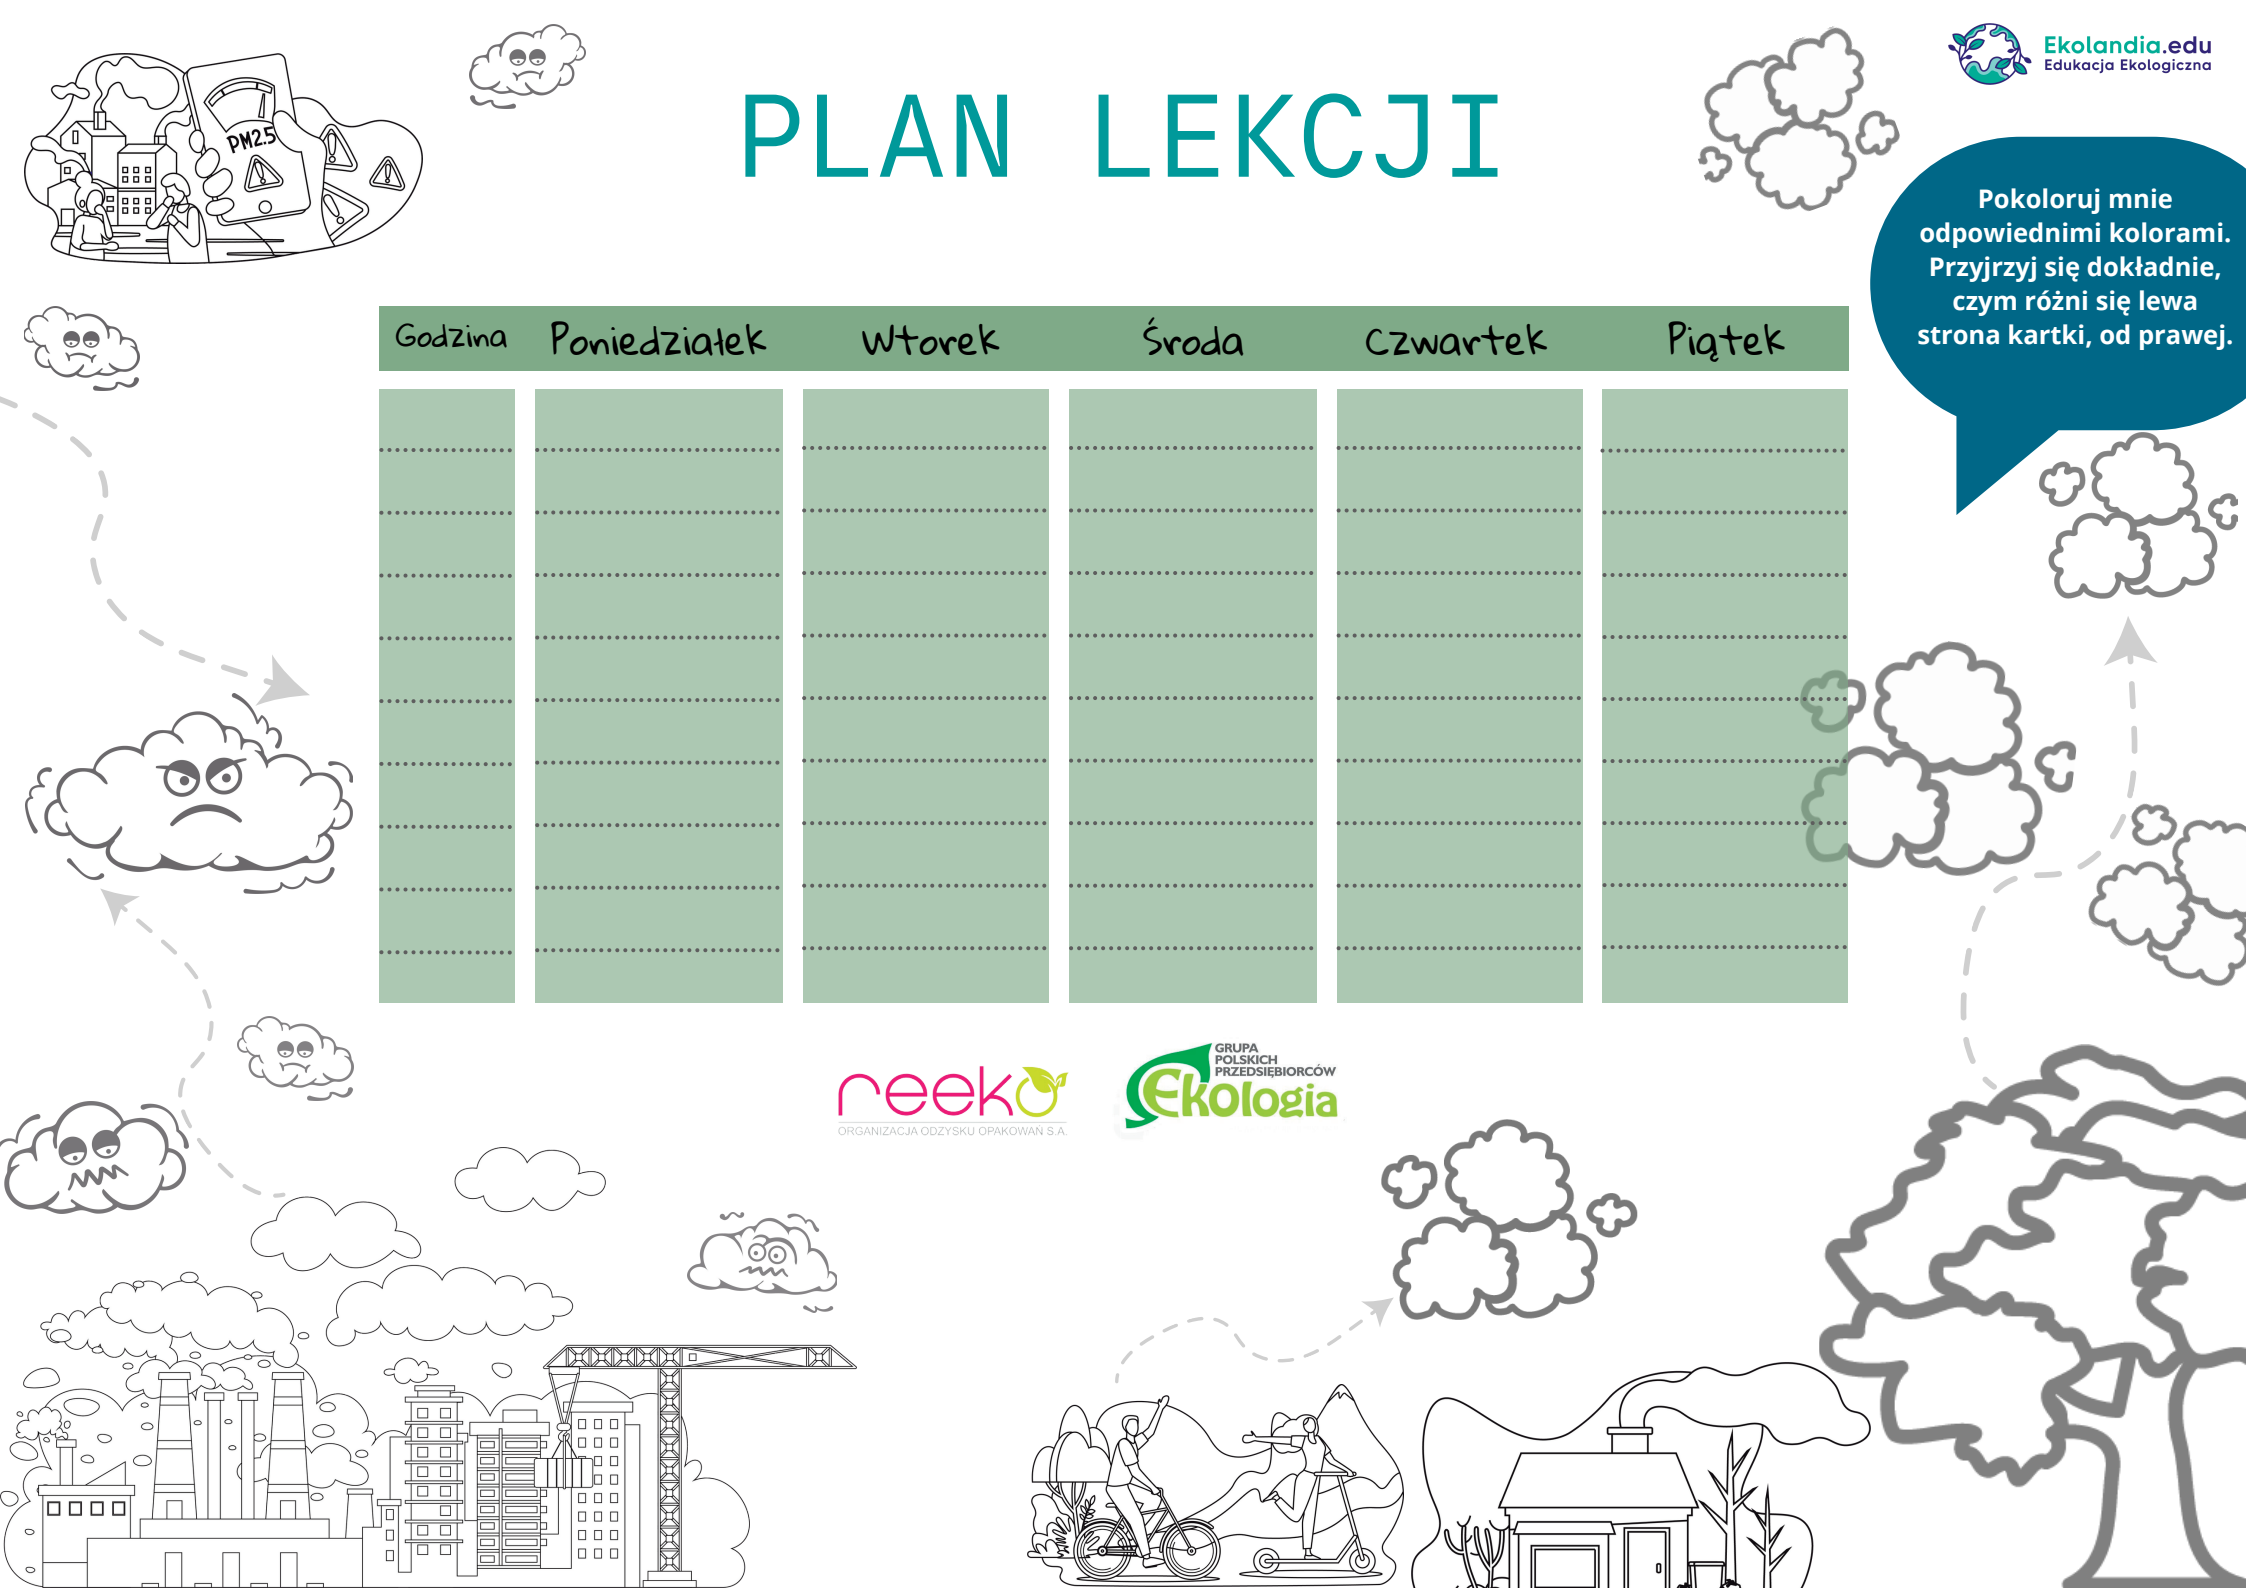 PLAN LEKCJI
Ekolandia.edu
Edukacja Ekologiczna
PM2.5
Pokoloruj mnie
odpowiednimi kolorami.
Przyjrzyj się dokładnie,
czym różni się lewa
strona kartki, od prawej.
Godzina Poniedziałek Wtorek Środa Czwartek Piątek
reeko
ORGANIZACJA ODZYSKU OPAKOWAŃ S.A.
GRUPA
POLSKICH
PRZEDSIĘBIORCÓW
Ekologia